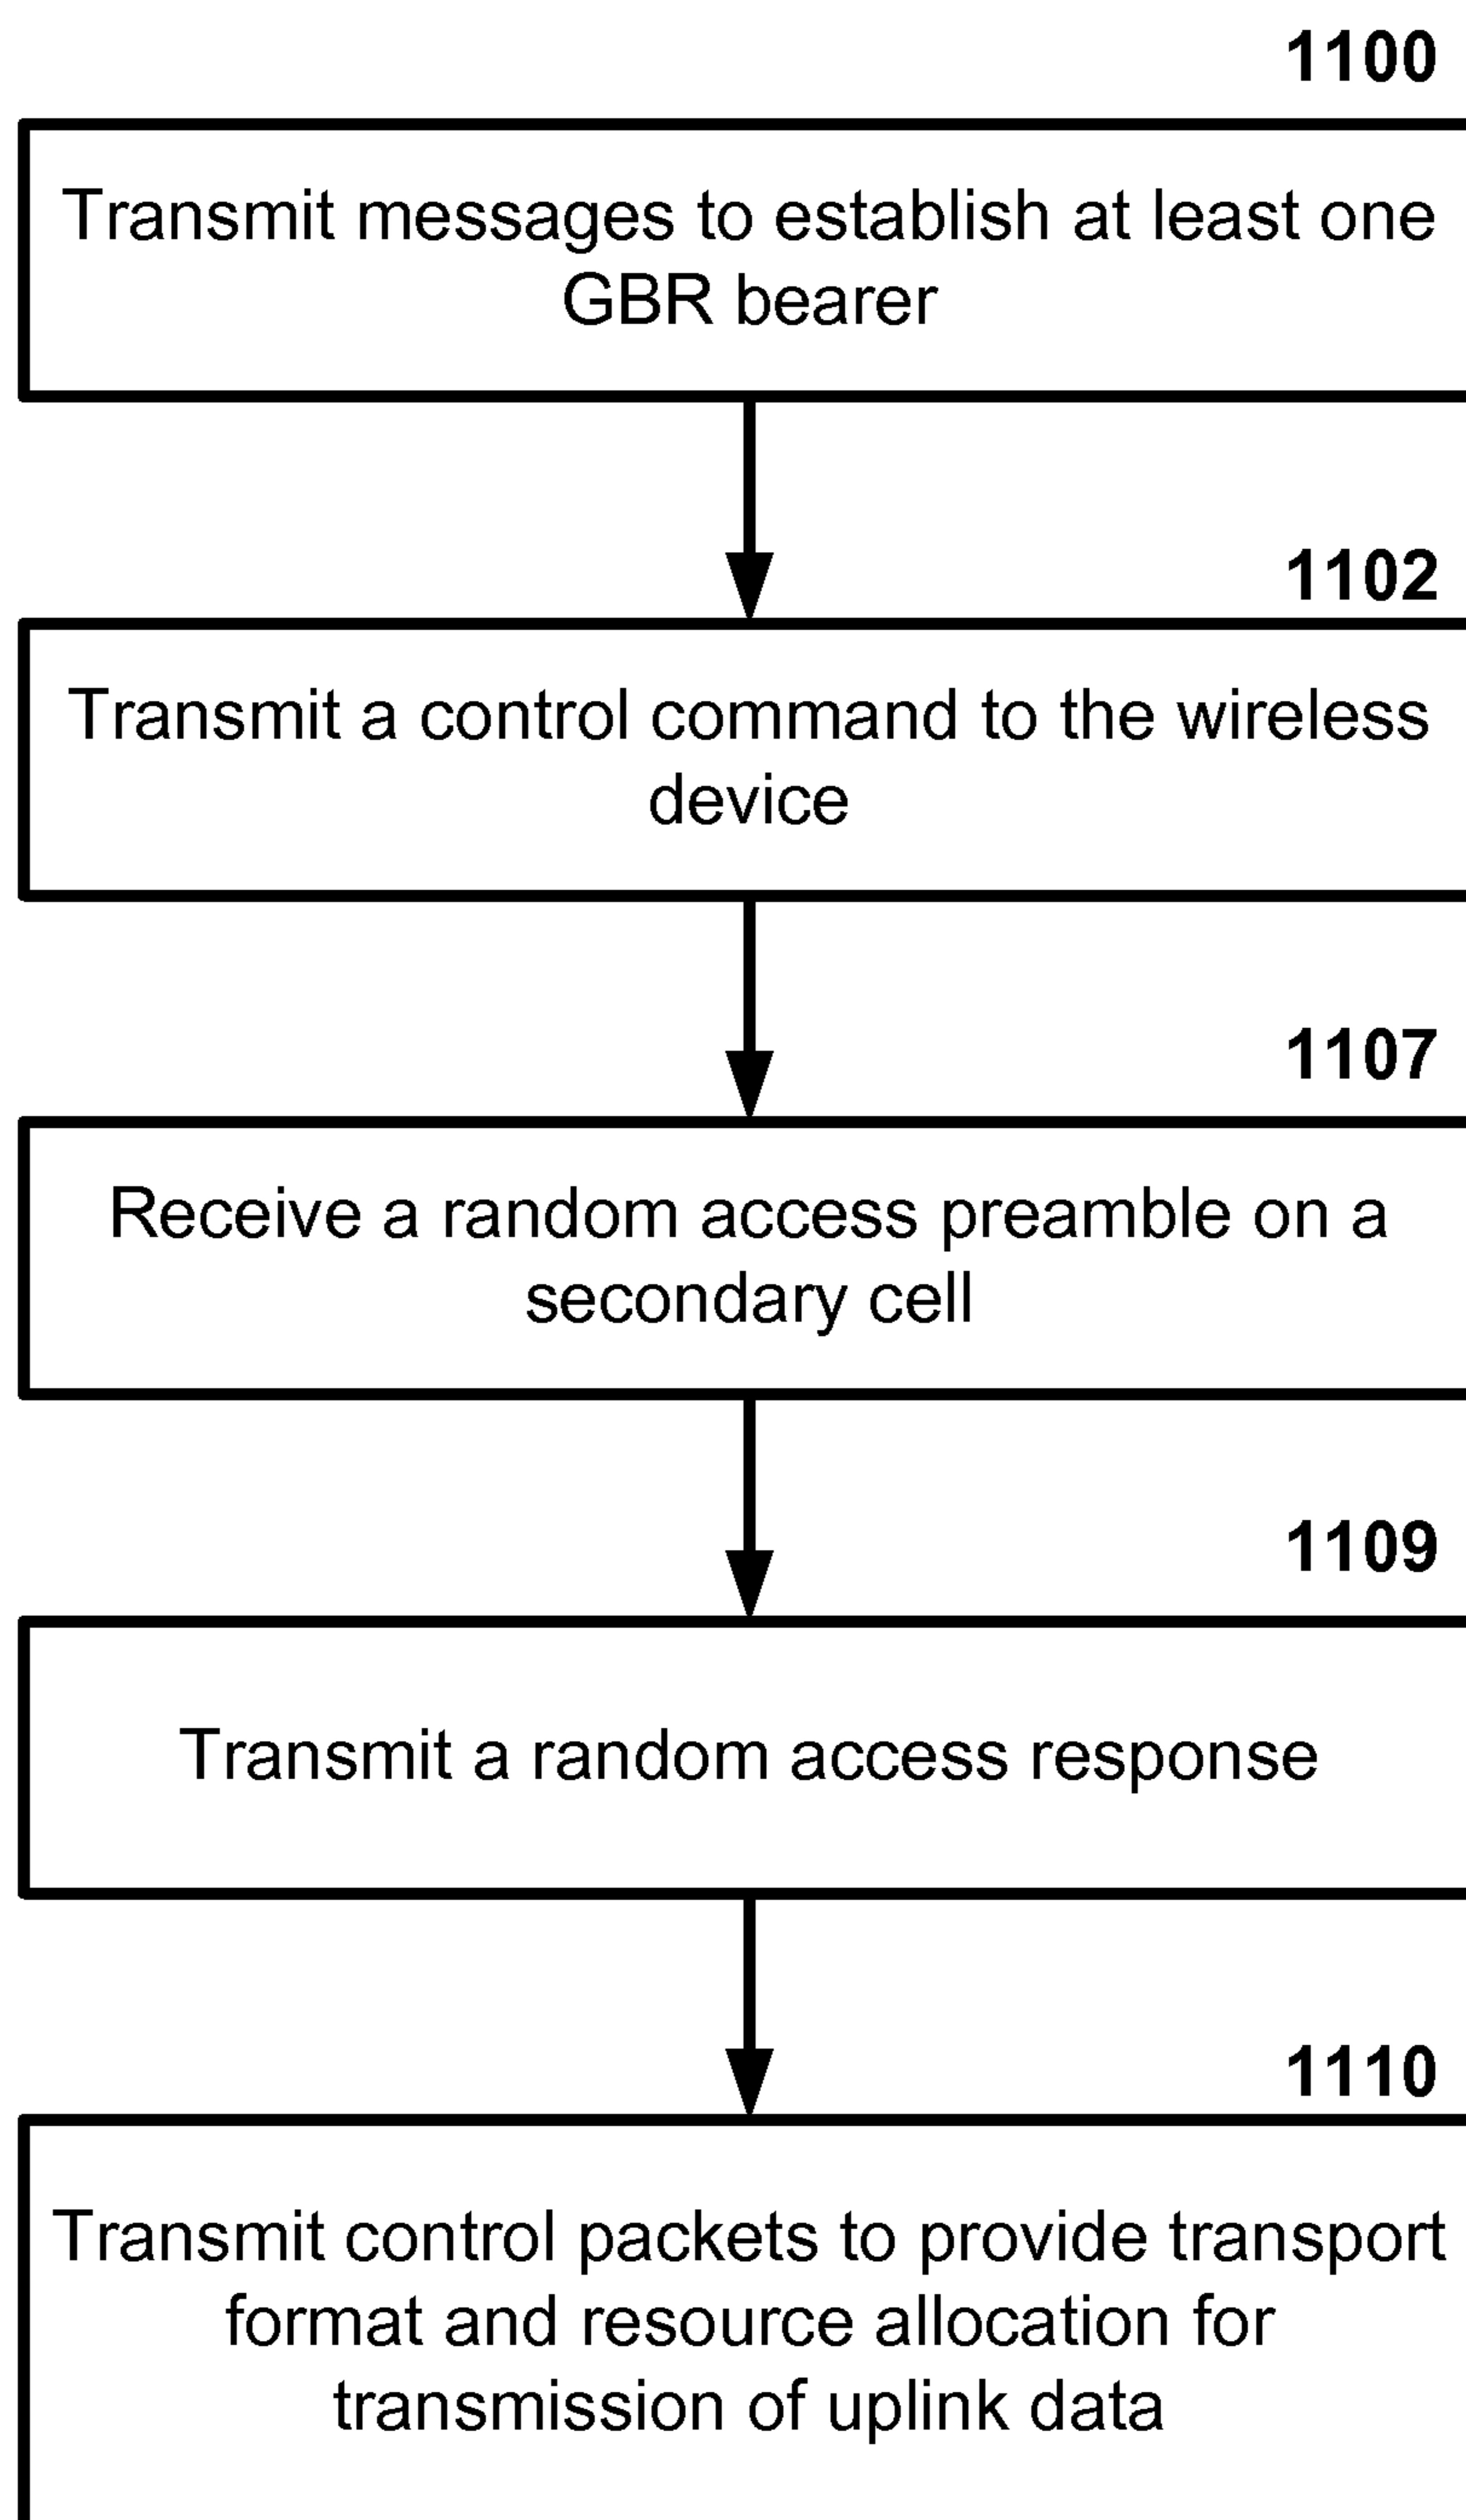 1100
Transmit messages to establish at least one
GBR bearer
1102
Transmit a control command to the wireless
device
1107
Receive a random access preamble on a
secondary cell
1109
Transmit a random access response
1110
Transmit control packets to provide transport
format and resource allocation for
transmission of uplink data